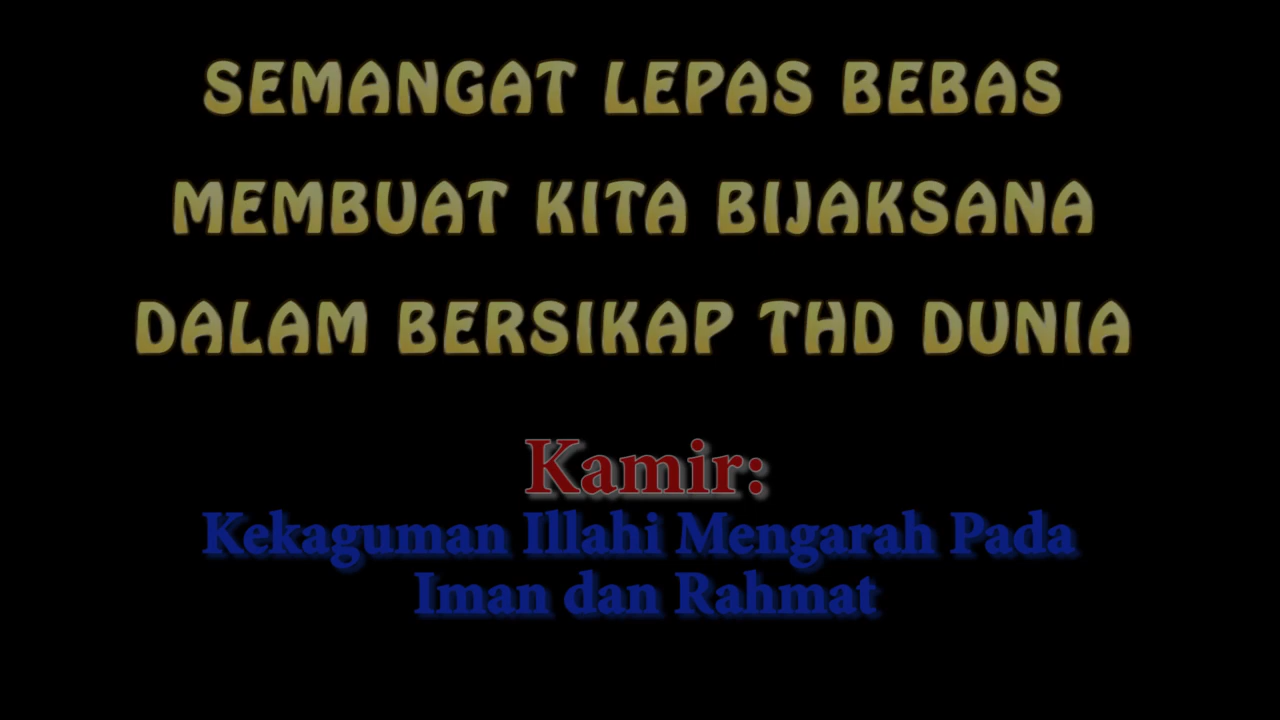 SEMANGAT LEPAS BEBAS
MEMBUAT KITA BIJAKSANA
DALAM BERSIKAP THD DUNIA
Kamir:
Kekaguman Illahi Mengarah Pada
Iman dan Rahmat